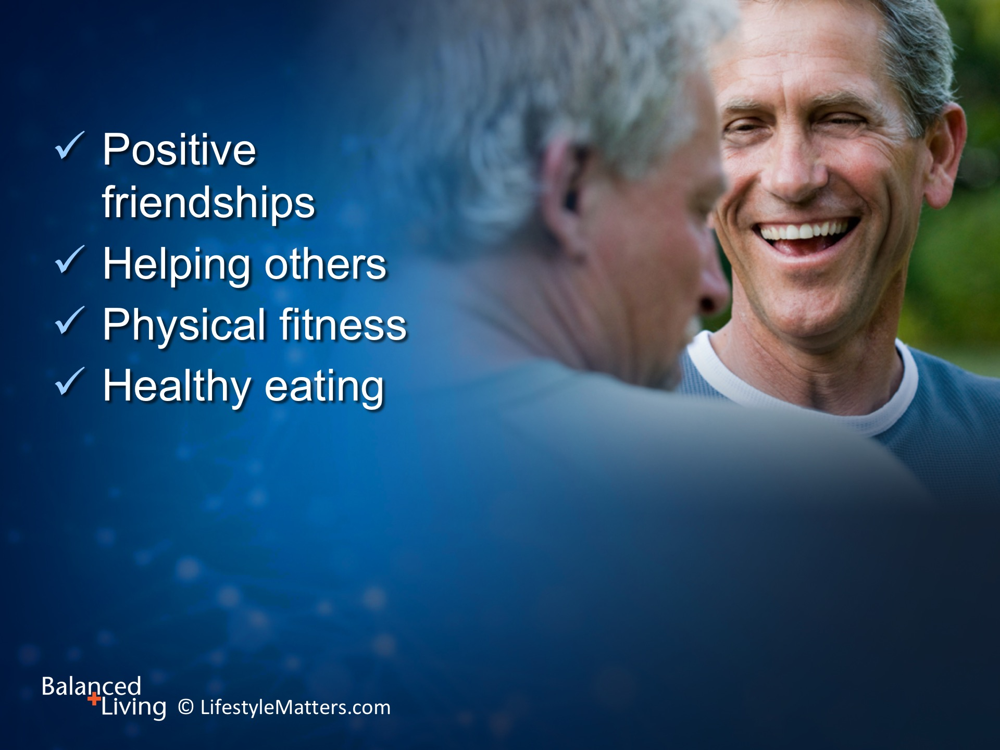 ✓ Positive
friendships
✓ Helping others
✓ Physical fitness
✓ Healthy eating
Balanced
+Living © LifestyleMatters.com